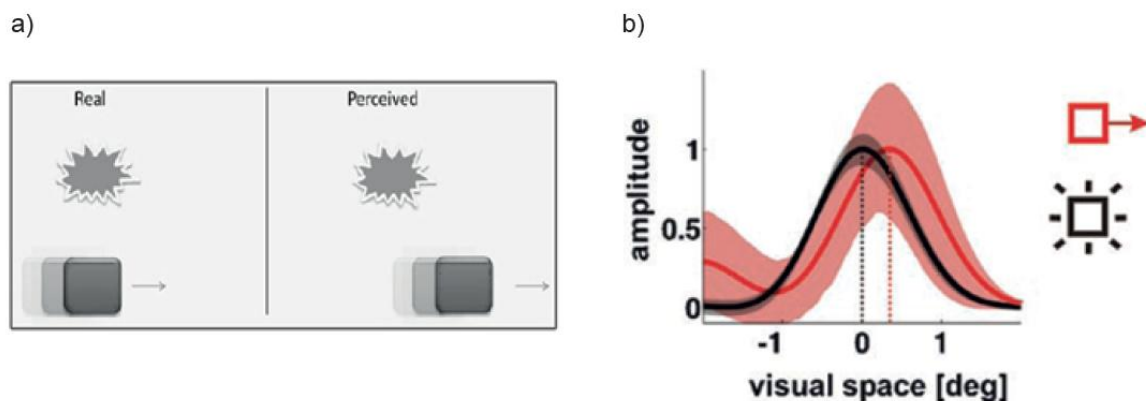 a)
Real
Perceived
b)
amplitude
1
0.5
0
-1
0
1
visual space [deg]